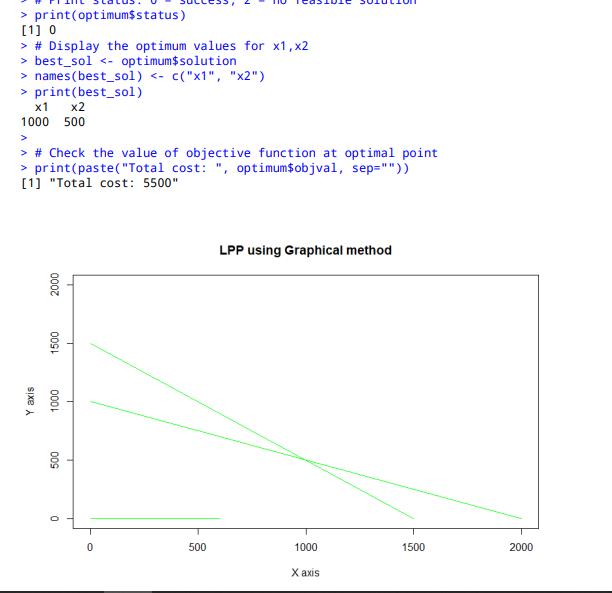 > # Print status: 0 = success, 2 = no feasible solution
> print(optimum$status)
[1] 0
> # Display the optimum values for x1,x2
> best_sol <- optimum$solution
> names(best_sol) <- c("x1", "x2")
> print(best_sol)
x1 x2
1000 500
>
> # Check the value of objective function at optimal point
> print(paste("Total cost: ", optimum$objval, sep=""))
[1] "Total cost: 5500"
LPP using Graphical method
2000
1500
1000
500
0
Y axis
0 500 1000 1500 2000
X axis